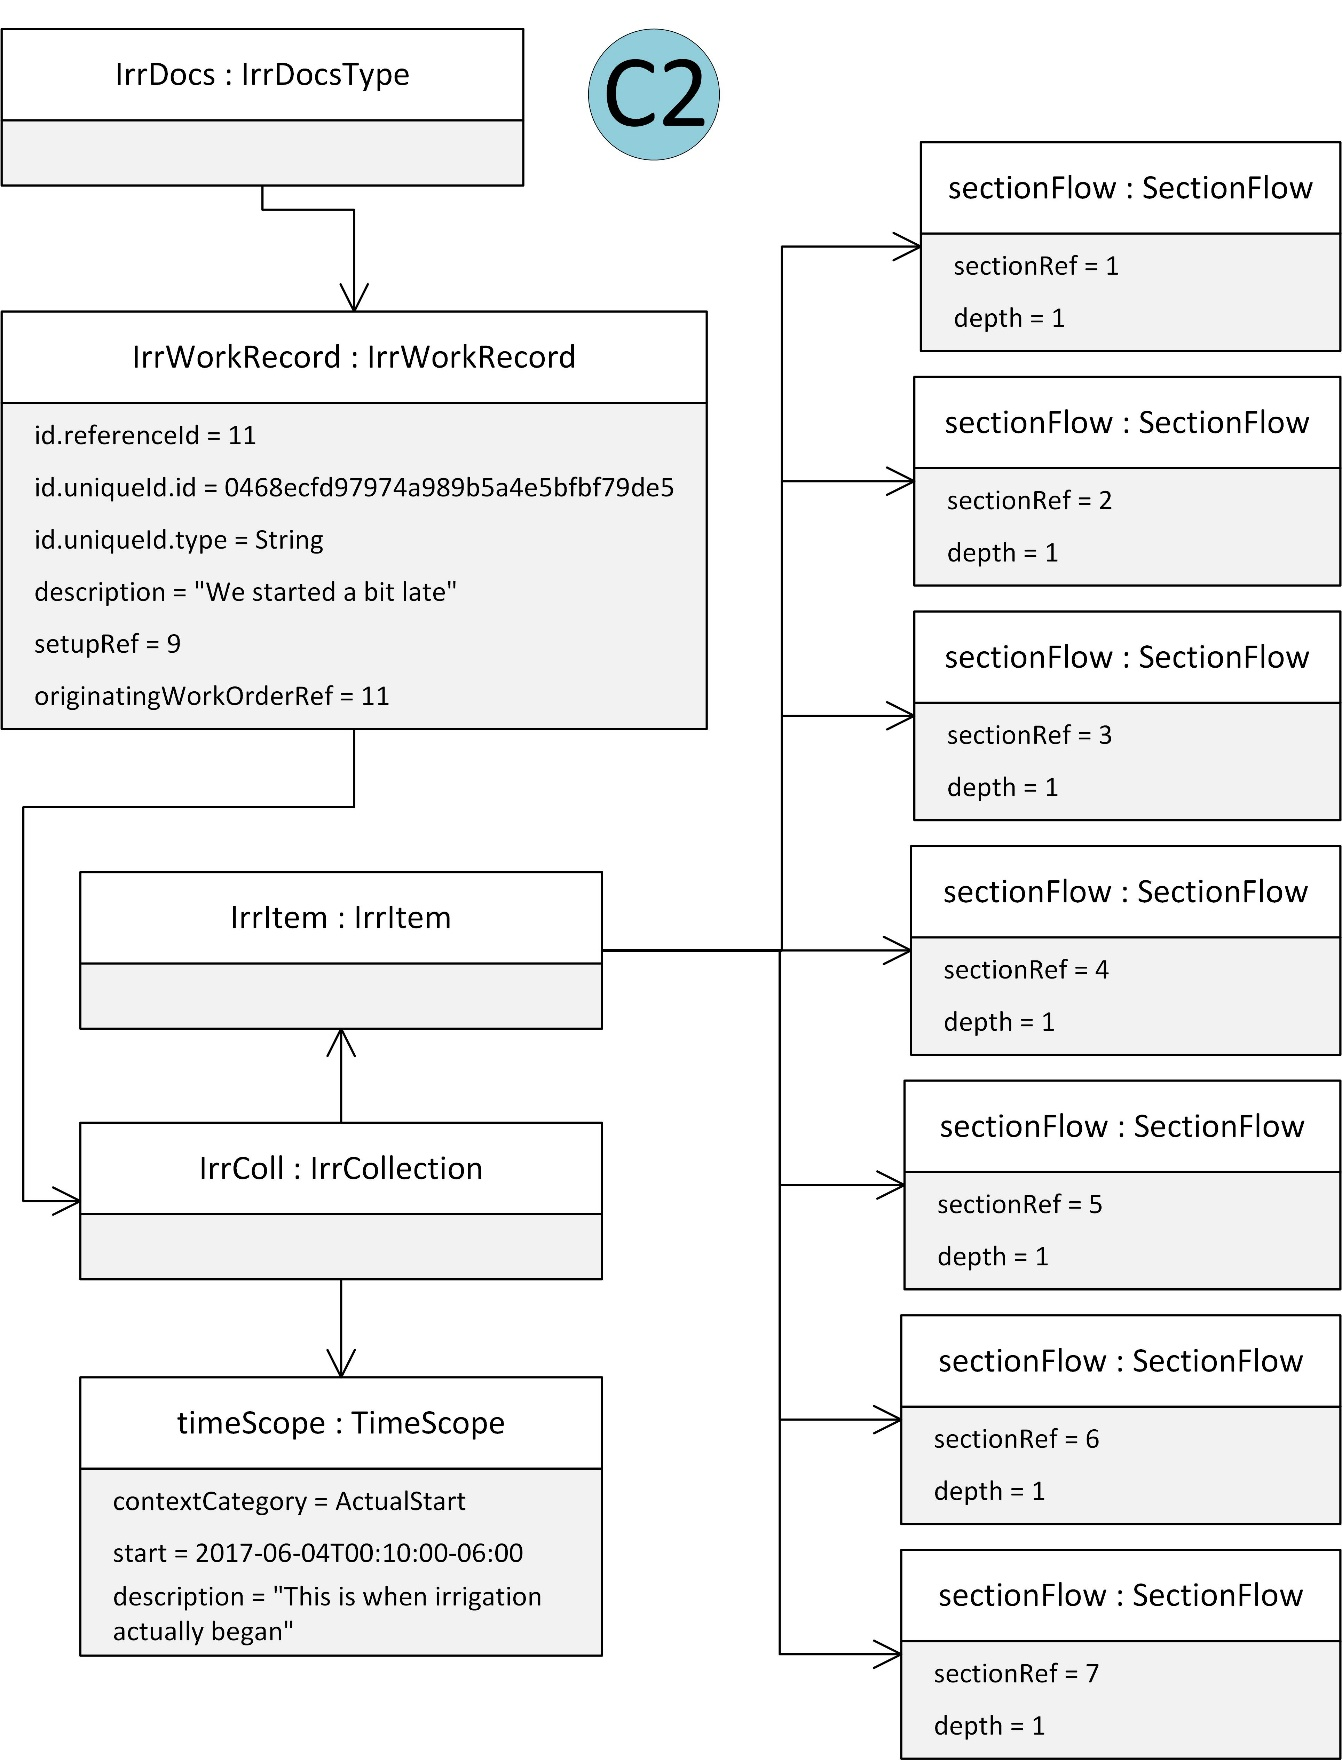 IrrDocs : IrrDocsType
C2
IrrWorkRecord : IrrWorkRecord
id.referenceId = 11
id.uniqueId.id = 0468ecfd97974a989b5a4e5bfbf79de5
id.uniqueId.type = String
description = "We started a bit late"
setupRef = 9
originatingWorkOrderRef = 11
IrrItem : IrrItem
IrrColl : IrrCollection
timeScope : TimeScope
contextCategory = ActualStart
start = 2017-06-04T00:10:00-06:00
description = "This is when irrigation
actually began"
sectionFlow : SectionFlow
sectionRef = 1
depth = 1
sectionFlow : SectionFlow
sectionRef = 2
depth = 1
sectionFlow : SectionFlow
sectionRef = 3
depth = 1
sectionFlow : SectionFlow
sectionRef = 4
depth = 1
sectionFlow : SectionFlow
sectionRef = 5
depth = 1
sectionFlow : SectionFlow
sectionRef = 6
depth = 1
sectionFlow : SectionFlow
sectionRef = 7
depth = 1